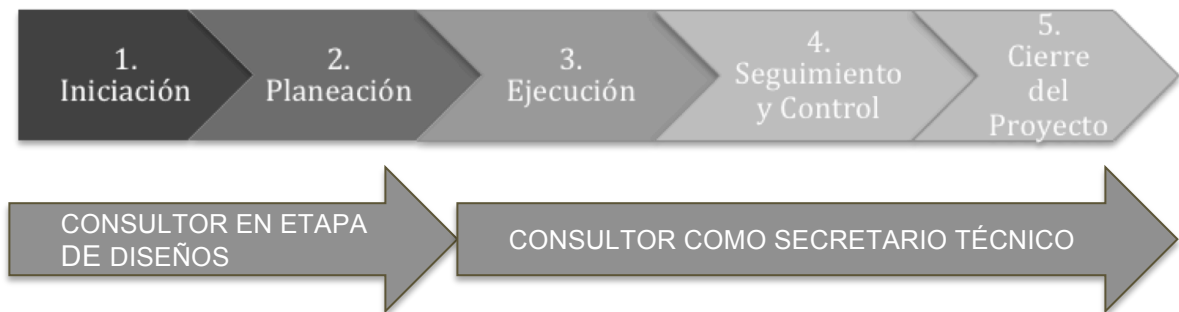 1.
Iniciación
2.
Planeación
3.
Ejecución
4.
Seguimiento
y Control
5.
Cierre
del
Proyecto
CONSULTOR EN ETAPA
DE DISEÑOS
CONSULTOR COMO SECRETARIO TÉCNICO